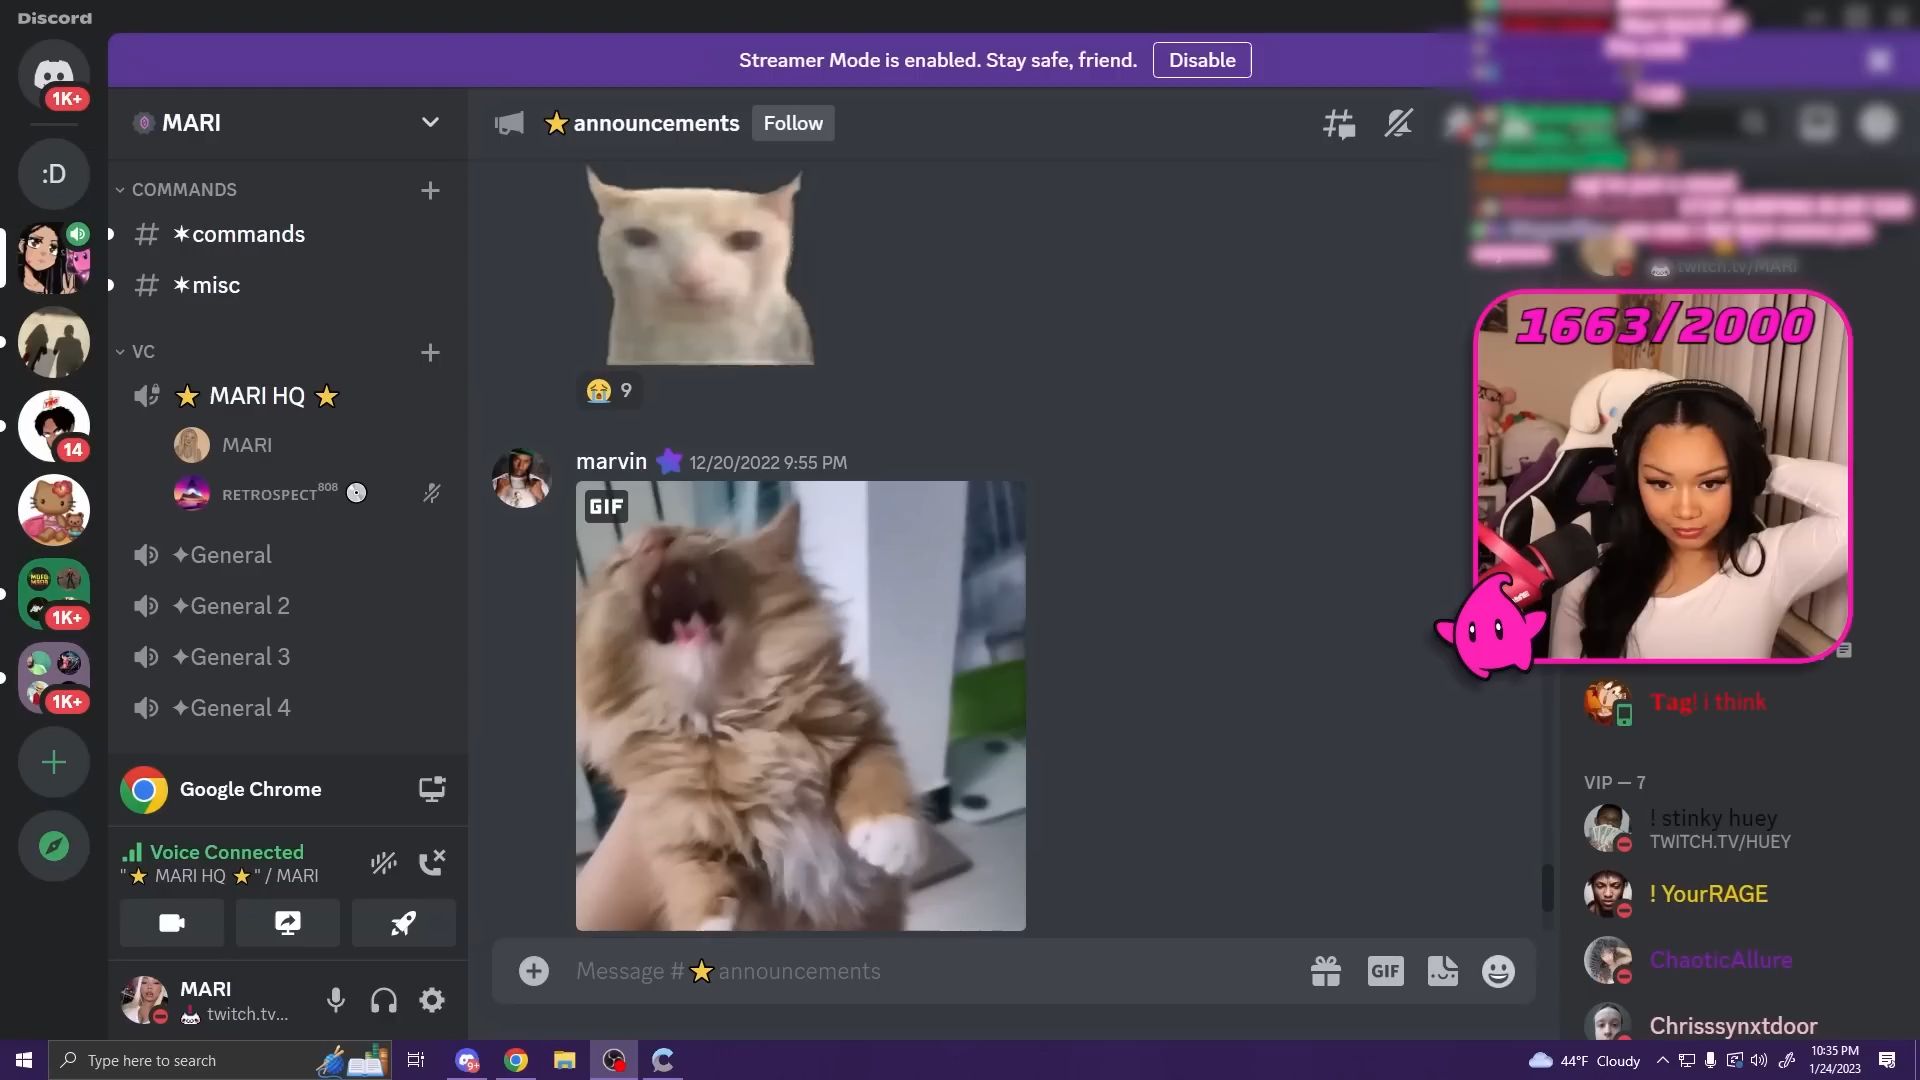 Discord
Streamer Mode is enabled. Stay safe, friend.
Disable
1K+
MARI
announcements
Follow
:D
COMMANDS
commands
misc
twitch.tv/MARI
VC
1663/2000
MARI HQ
9
14
MARI
RETROSPECT808
marvin
12/20/2022 9:55 PM
GIF
General
General 2
1K+
General 3
1K+
General 4
Tag! i think
VIP — 7
Google Chrome
! stinky huey
TWITCH.TV/HUEY
Voice Connected
" MARI HQ " / MARI
! YourRAGE
ChaoticAllure
Message # announcements
GIF
MARI
twitch.tv...
Chrisssynxtdoor
Type here to search
9+
44°F Cloudy
10:35 PM
1/24/2023